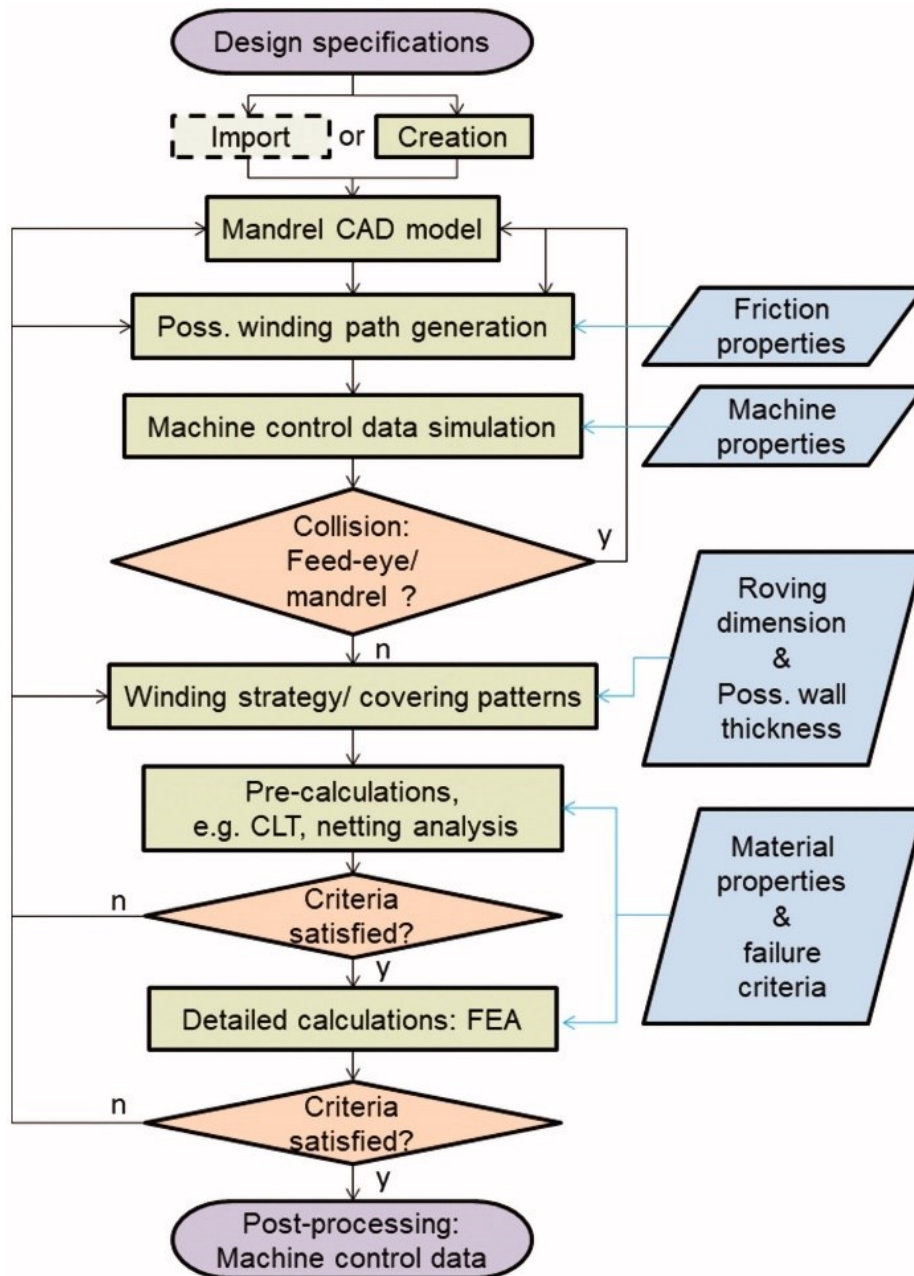 Design specifications
Import
or
Creation
Mandrel CAD model
Poss. winding path generation
Friction
properties
Machine control data simulation
Machine
properties
Collision:
Feed-eye/
mandrel ?
y
n
Roving
dimension
&
Poss. wall
thickness
Winding strategy/ covering patterns
Pre-calculations,
e.g. CLT, netting analysis
Material
properties
&
failure
criteria
n
Criteria
satisfied?
y
Detailed calculations: FEA
n
Criteria
satisfied?
y
Post-processing:
Machine control data